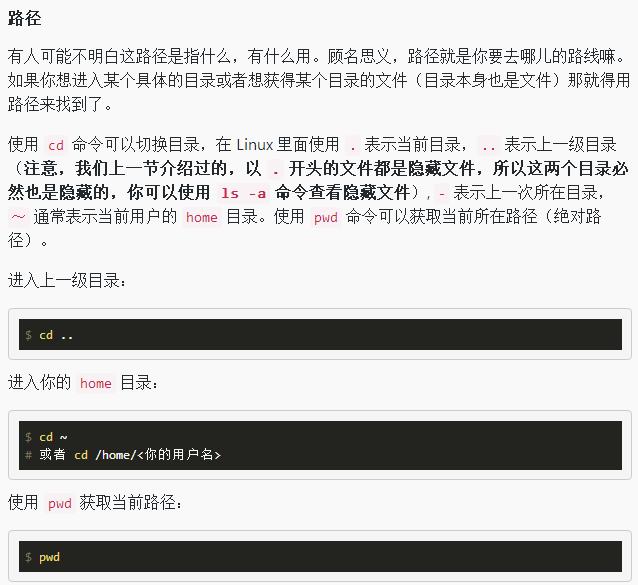 路径
有人可能不明白这路径是指什么，有什么用。顾名思义，路径就是你要去哪儿的路线嘛。
如果你想进入某个具体的目录或者想获得某个目录的文件（目录本身也是文件）那就得用
路径来找到了。
使用 cd 命令可以切换目录，在 Linux 里面使用 . 表示当前目录， .. 表示上一级目录
（注意，我们上一节介绍过的，以 . 开头的文件都是隐藏文件，所以这两个目录必
然也是隐藏的，你可以使用 ls -a 命令查看隐藏文件）, - 表示上一次所在目录，
～ 通常表示当前用户的 home 目录。使用 pwd 命令可以获取当前所在路径（绝对路
径）。
进入上一级目录：
$ cd ..
进入你的 home 目录：
$ cd ~
# 或者 cd /home/<你的用户名>
使用 pwd 获取当前路径：
$ pwd